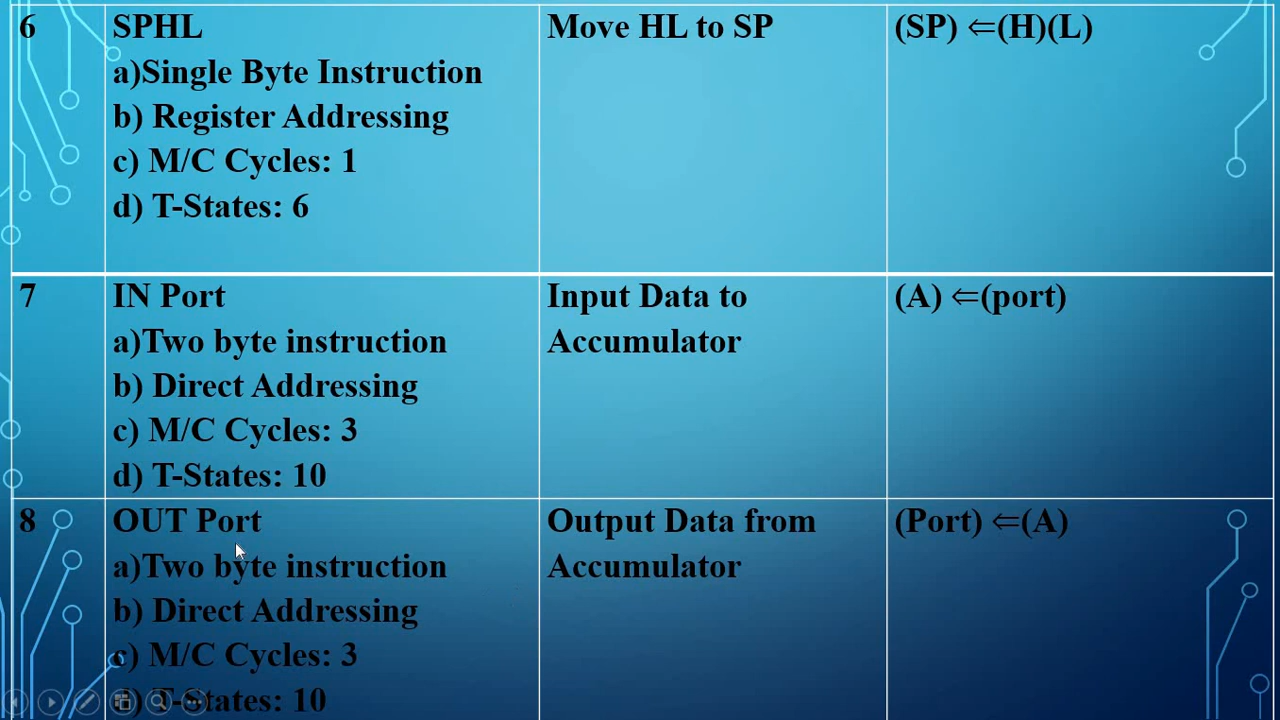 6
SPHL
a)Single Byte Instruction
b) Register Addressing
c) M/C Cycles: 1
d) T-States: 6
Move HL to SP
(SP) ⇐(H)(L)
7
IN Port
a)Two byte instruction
b) Direct Addressing
c) M/C Cycles: 3
d) T-States: 10
Input Data to
Accumulator
(A) ⇐(port)
8
OUT Port
a)Two byte instruction
b) Direct Addressing
c) M/C Cycles: 3
d) T-States: 10
Output Data from
Accumulator
(Port) ⇐(A)